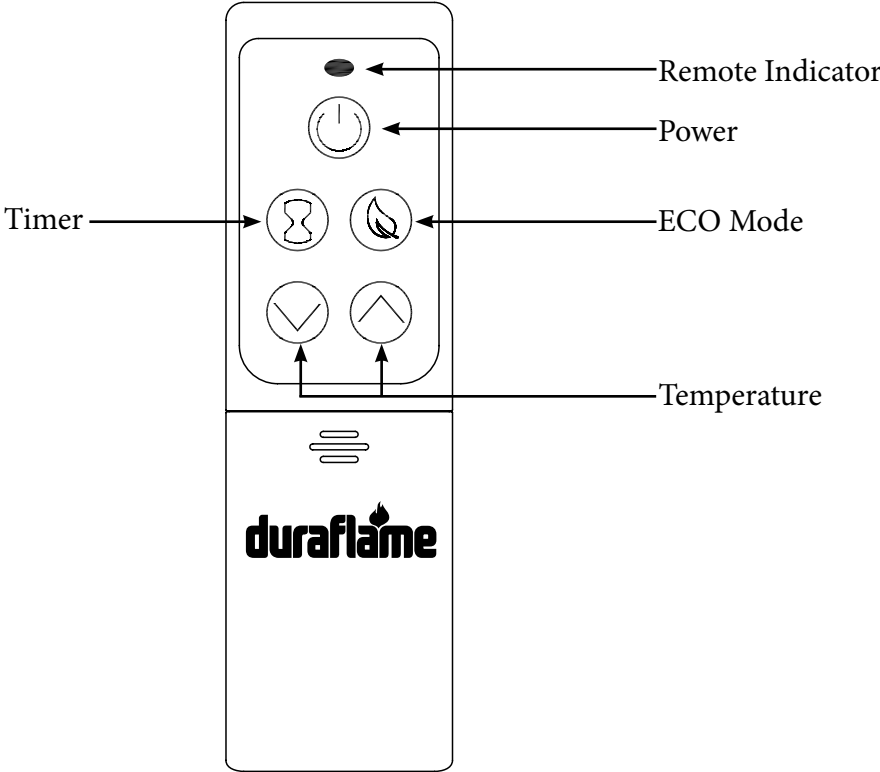 Remote Indicator
Power
Timer
ECO Mode
Temperature
duraflame